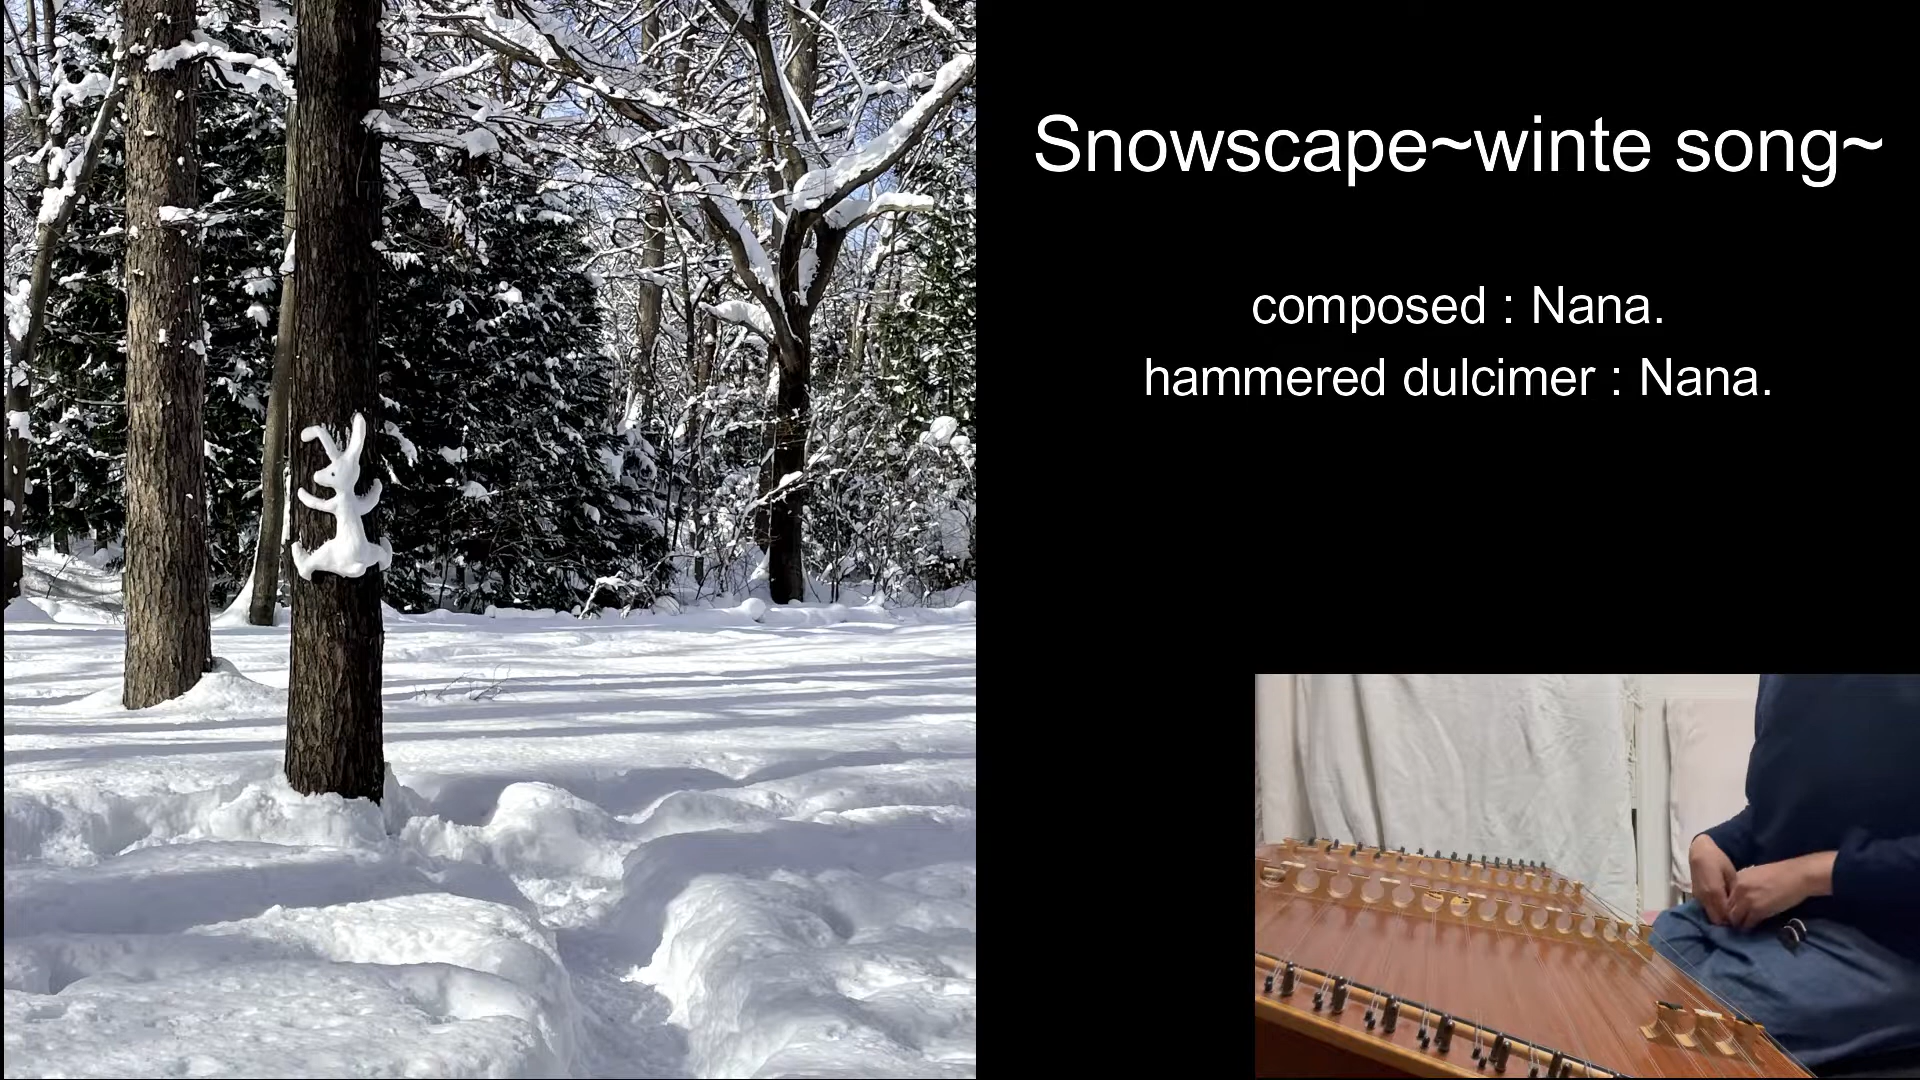 Snowscape~winte song~
composed : Nana.
hammered dulcimer : Nana.